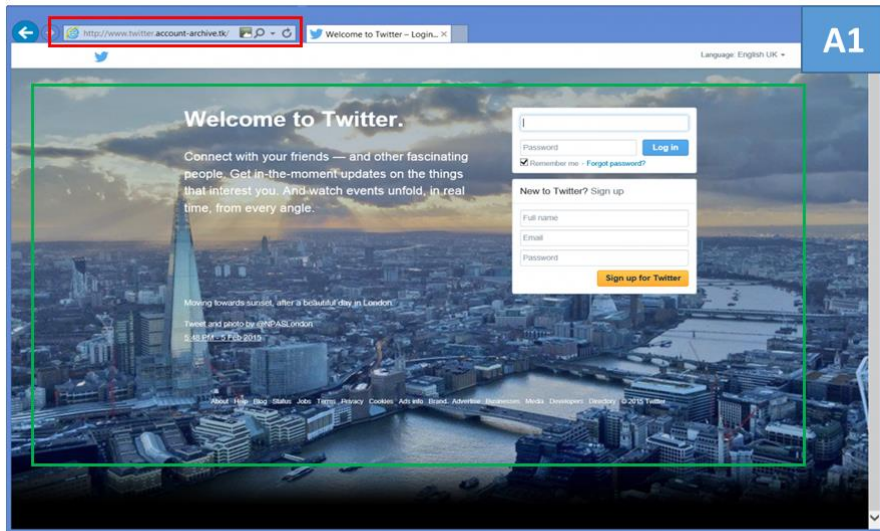 http://www.twitter.account-archive.tk/
Welcome to Twitter – Login...
A1
Language: English UK
Welcome to Twitter.
Connect with your friends — and other fascinating
people. Get in-the-moment updates on the things
that interest you. And watch events unfold, in real
time, from every angle.
Password
Log in
Remember me - Forgot password?
New to Twitter? Sign up
Full name
Email
Password
Sign up for Twitter
Moving towards sunset, after a beautiful day in London.
Tweet and photo by @NPASLondon
5:48 PM - 5 Feb 2015
About Help Blog Status Jobs Terms Privacy Cookies Ads info Brand Advertise Businesses Media Developers Directory © 2015 Twitter